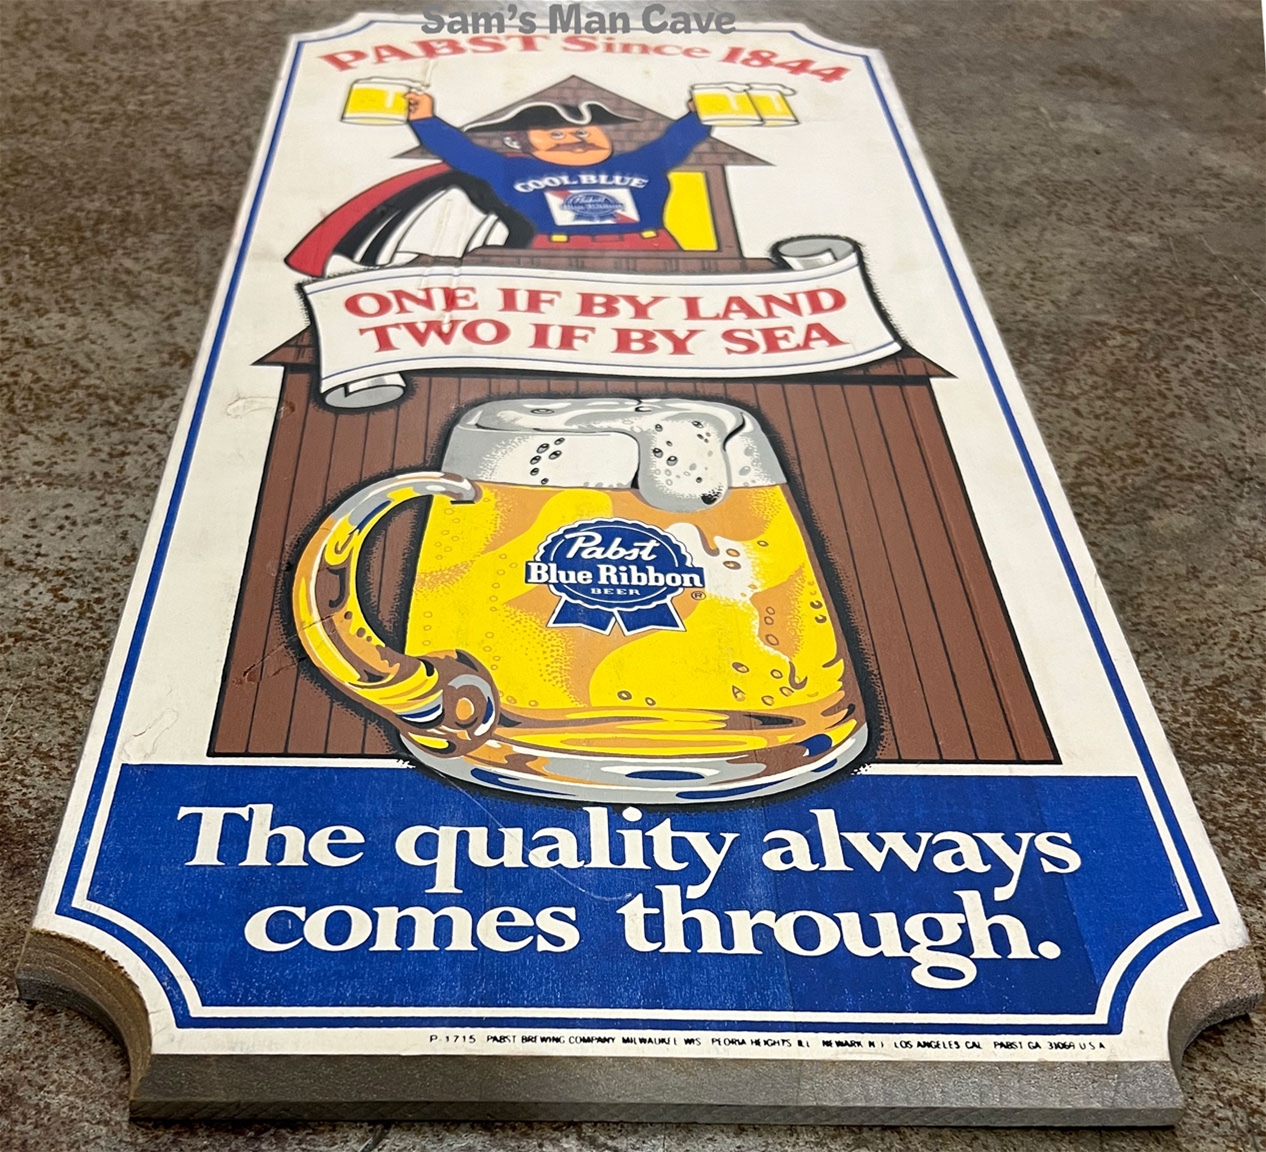 Sam's Man Cave
PABST Since 1844
COOL BLUE
Pabst
Blue Ribbon
ONE IF BY LAND
TWO IF BY SEA
Pabst
Blue Ribbon
BEER
®
The quality always
comes through.
P-1715 PABST BREWING COMPANY MILWAUKEE WIS PEORIA HEIGHTS ILL NEWARK N J LOS ANGELES CAL PABST GA 31069 U S A